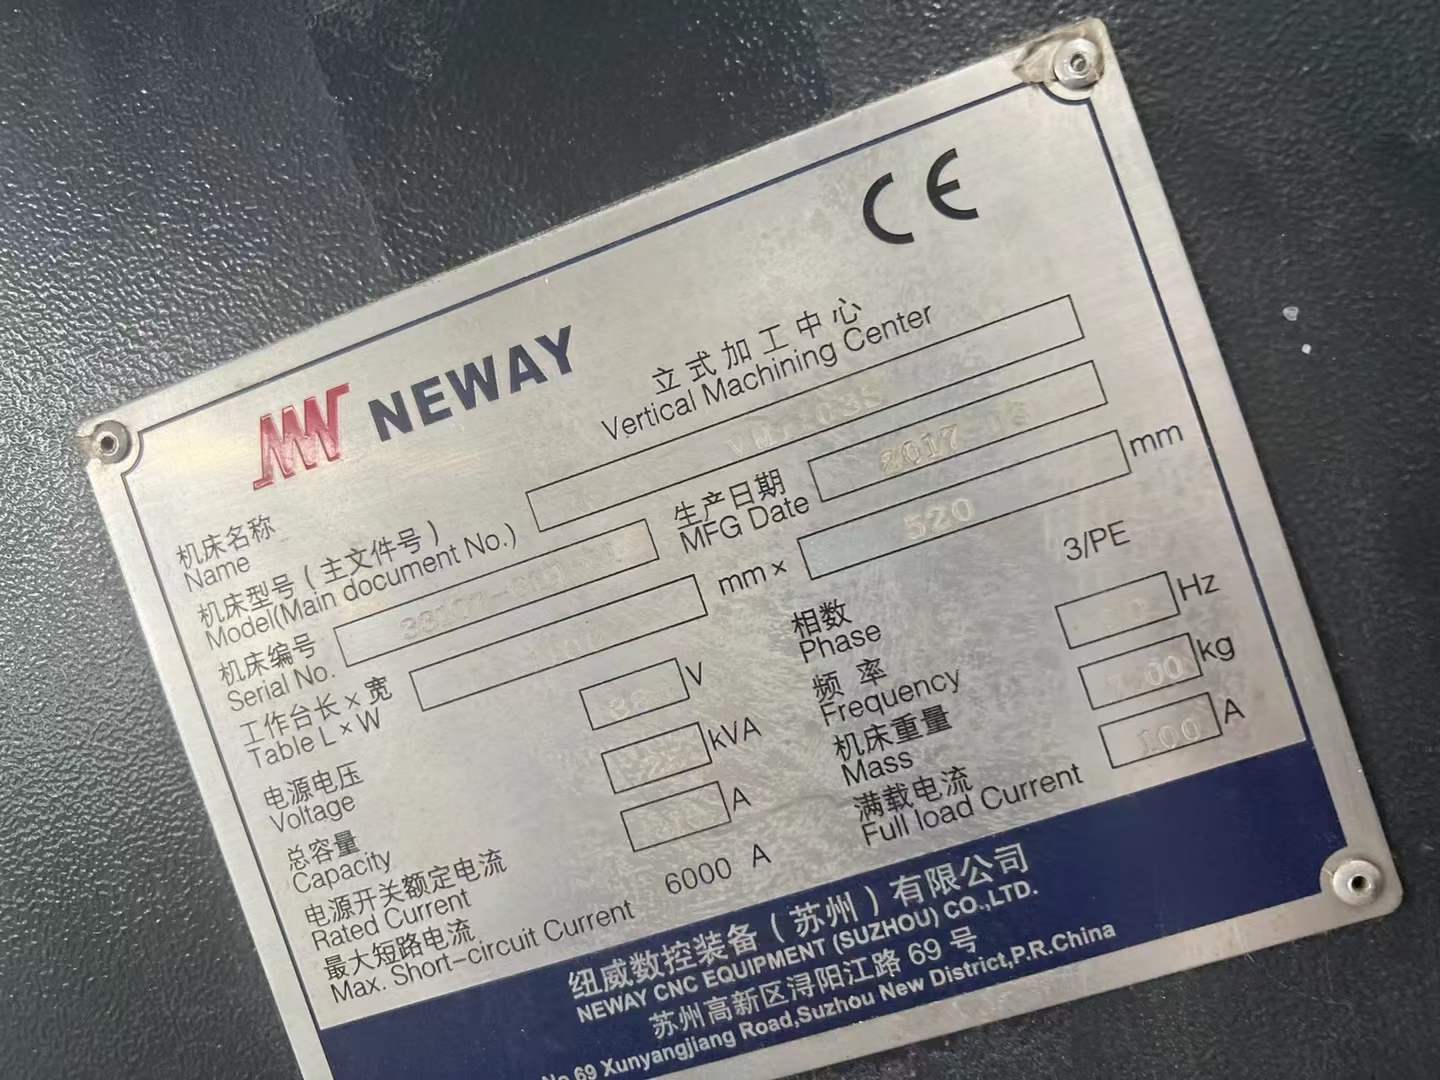 CE
NEWAY
机床名称 立式加工中心
Name Vertical Machining Center
机床型号（主文件号）
Model(Main document No.)
机床编号 生产日期
Serial No. MFG Date 2017
工作台长×宽 mm× 520 mm
Table L×W
电源电压 V 相数 3/PE
Voltage Phase
总容量 kVA 频 率 Hz
Capacity Frequency
电源开关额定电流 A 机床重量 kg
Rated Current Mass
最大短路电流 6000 A 满载电流 100 A
Max. Short-circuit Current Full load Current
纽威数控装备（苏州）有限公司
NEWAY CNC EQUIPMENT (SUZHOU) CO.,LTD.
苏州高新区浔阳江路 69 号
No.69 Xunyangjiang Road,Suzhou New District,P.R.China